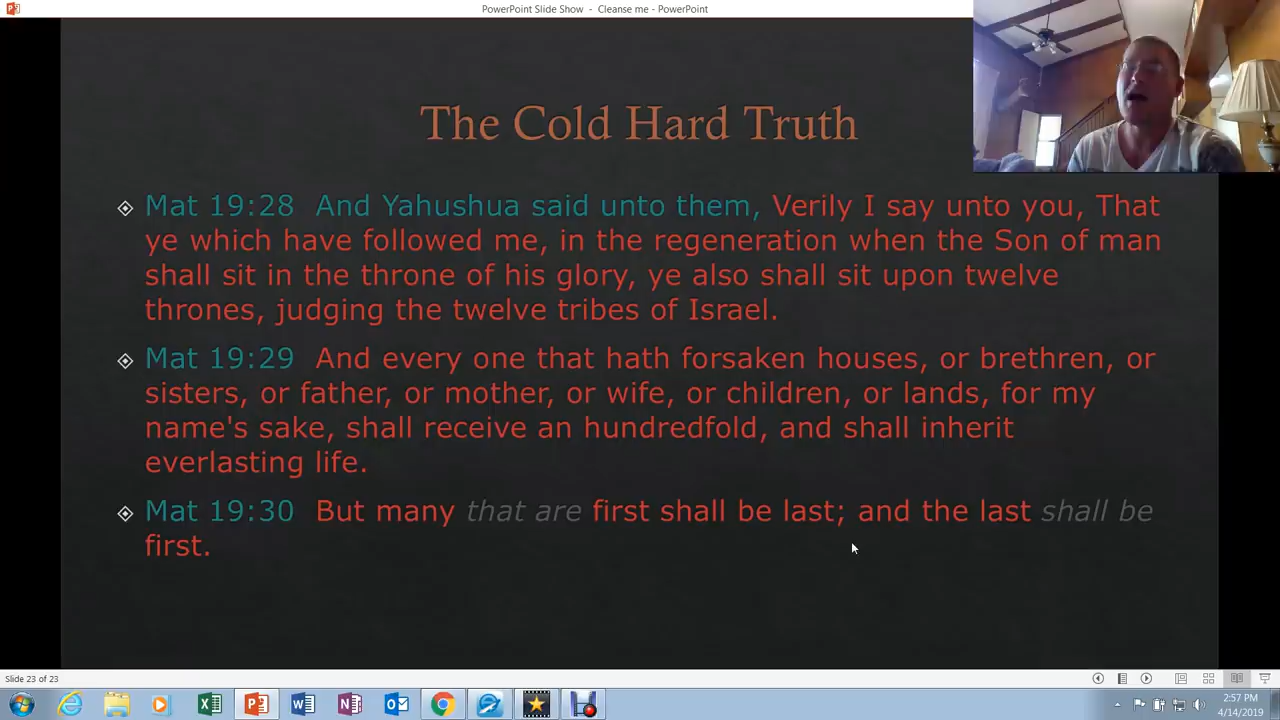 PowerPoint Slide Show - Cleanse me - PowerPoint
The Cold Hard Truth
Mat 19:28 And Yahushua said unto them, Verily I say unto you, That
ye which have followed me, in the regeneration when the Son of man
shall sit in the throne of his glory, ye also shall sit upon twelve
thrones, judging the twelve tribes of Israel.
Mat 19:29 And every one that hath forsaken houses, or brethren, or
sisters, or father, or mother, or wife, or children, or lands, for my
name's sake, shall receive an hundredfold, and shall inherit
everlasting life.
Mat 19:30 But many that are first shall be last; and the last shall be
first.
Slide 23 of 23
2:57 PM
4/14/2019